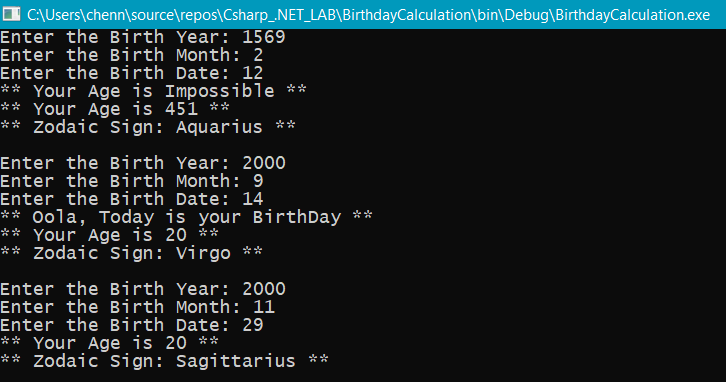 C:\Users\chenn\source\repos\Csharp_.NET_LAB\BirthdayCalculation\bin\Debug\BirthdayCalculation.exe
Enter the Birth Year: 1569
Enter the Birth Month: 2
Enter the Birth Date: 12
** Your Age is Impossible **
** Your Age is 451 **
** Zodaic Sign: Aquarius **
Enter the Birth Year: 2000
Enter the Birth Month: 9
Enter the Birth Date: 14
** Oola, Today is your BirthDay **
** Your Age is 20 **
** Zodaic Sign: Virgo **
Enter the Birth Year: 2000
Enter the Birth Month: 11
Enter the Birth Date: 29
** Your Age is 20 **
** Zodaic Sign: Sagittarius **